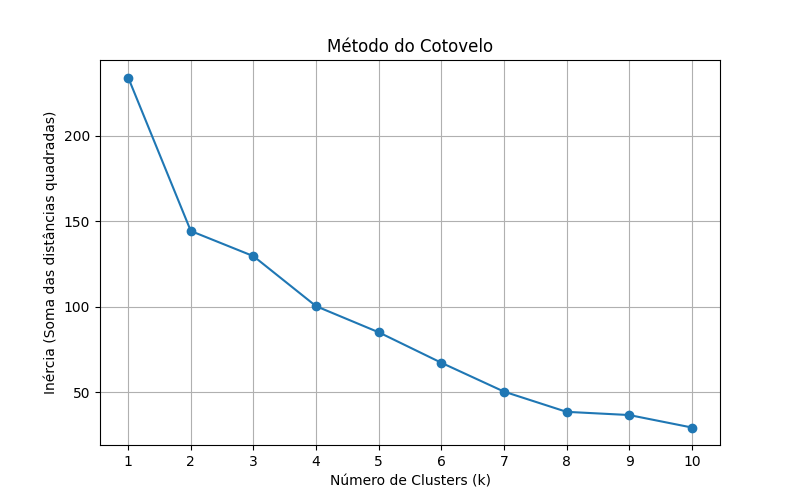 Método do Cotovelo
Inércia (Soma das distâncias quadradas)
200
150
100
50
1 2 3 4 5 6 7 8 9 10
Número de Clusters (k)